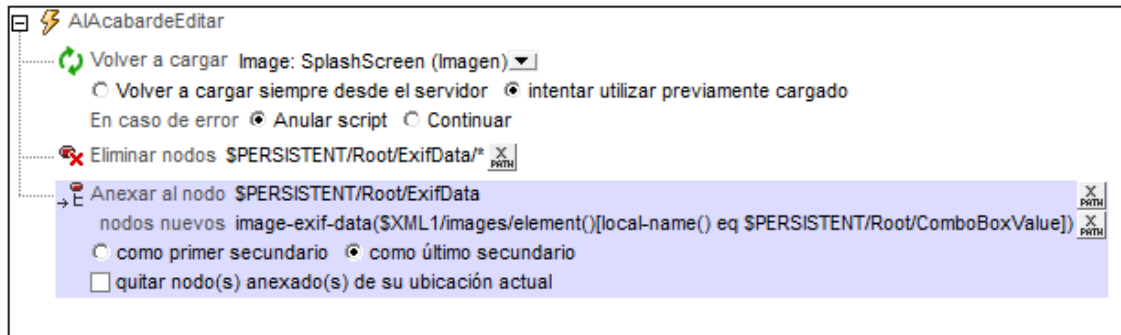 AlAcabardeEditar
Volver a cargar Image: SplashScreen (Imagen)
Volver a cargar siempre desde el servidor intentar utilizar previamente cargado
En caso de error Anular script Continuar
Eliminar nodos $PERSISTENT/Root/ExifData/* X PATH
Anexar al nodo $PERSISTENT/Root/ExifData X PATH
nodos nuevos image-exif-data($XML1/images/element()[local-name() eq $PERSISTENT/Root/ComboBoxValue]) X PATH
como primer secundario como último secundario
quitar nodo(s) anexado(s) de su ubicación actual